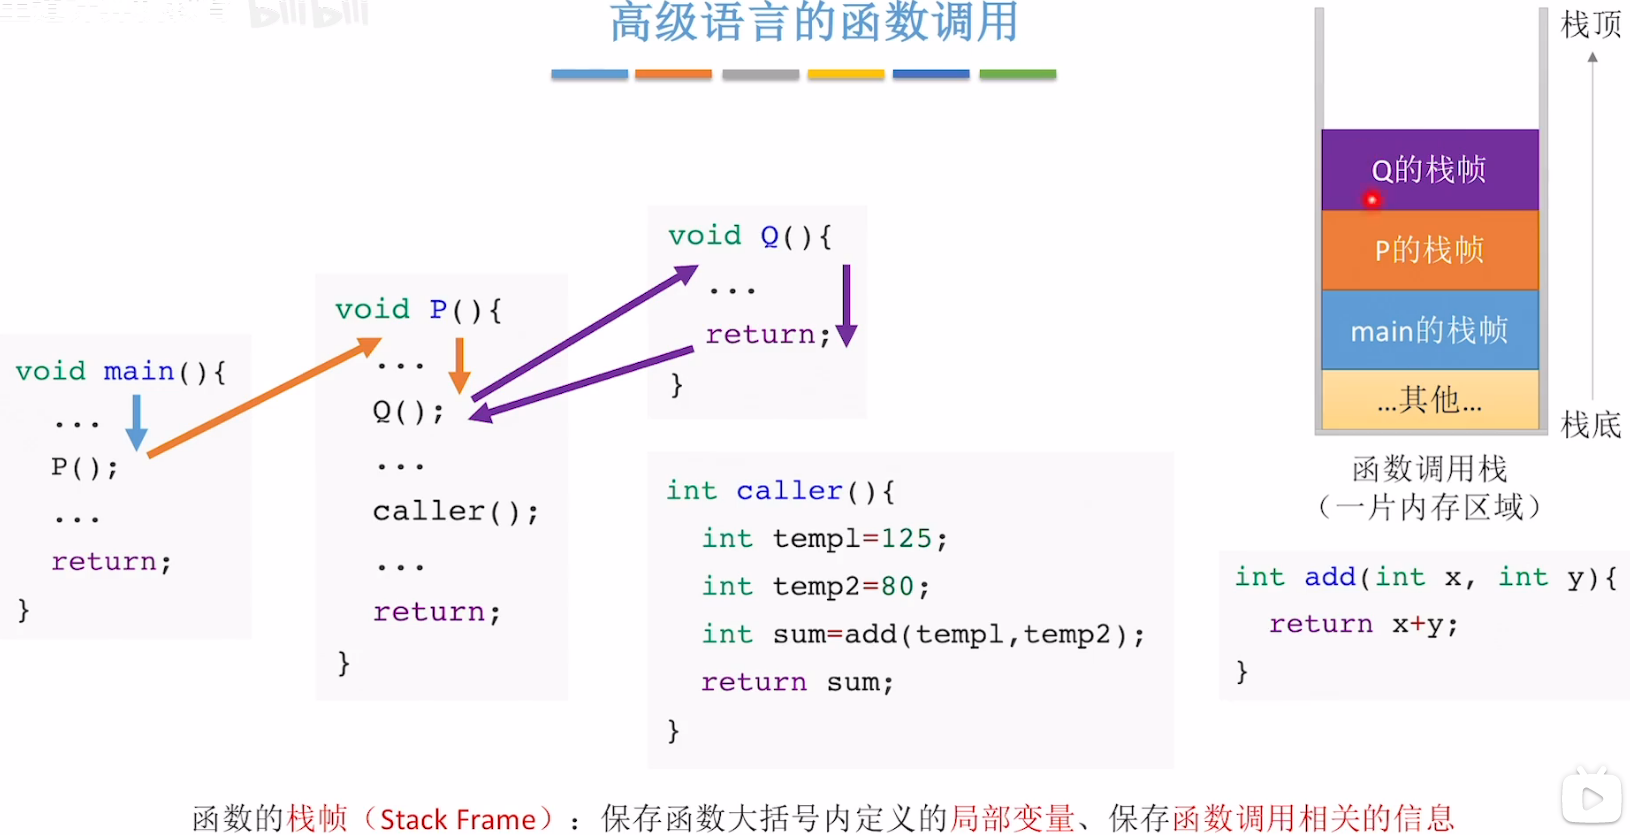 bilibili
高级语言的函数调用
栈顶
Q的栈帧
P的栈帧
main的栈帧
...其他...
栈底
函数调用栈
（一片内存区域）
void main(){
...
P();
...
return;
}
void P(){
...
Q();
...
caller();
...
return;
}
void Q(){
...
return;
}
int caller(){
int temp1=125;
int temp2=80;
int sum=add(temp1,temp2);
return sum;
}
int add(int x, int y){
return x+y;
}
函数的栈帧（Stack Frame）：保存函数大括号内定义的局部变量、保存函数调用相关的信息